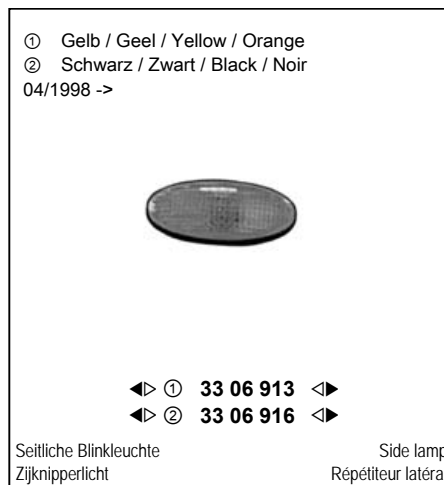 ① Gelb / Geel / Yellow / Orange
② Schwarz / Zwart / Black / Noir
04/1998 ->
◀▷ ① 33 06 913 ◁▶
◀▷ ② 33 06 916 ◁▶
Seitliche Blinkleuchte Side lamp
Zijknipperlicht Répétiteur latéra